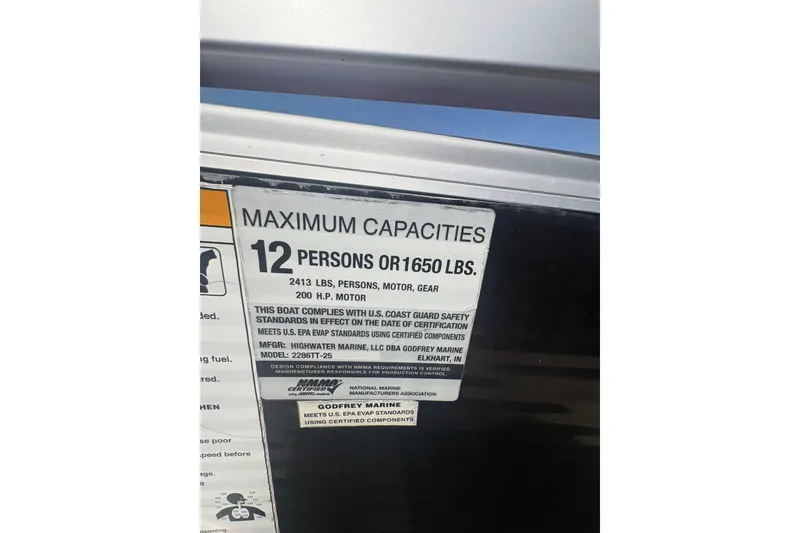 MAXIMUM CAPACITIES
12 PERSONS OR 1650 LBS.
2413 LBS, PERSONS, MOTOR, GEAR
200 H.P. MOTOR
THIS BOAT COMPLIES WITH U.S. COAST GUARD SAFETY
STANDARDS IN EFFECT ON THE DATE OF CERTIFICATION
MEETS U.S. EPA EVAP STANDARDS USING CERTIFIED COMPONENTS
MFGR: HIGHWATER MARINE, LLC DBA GODFREY MARINE
MODEL: 2286TT-25 ELKHART, IN
DESIGN COMPLIANCE WITH NMMA REQUIREMENTS IS VERIFIED.
MANUFACTURER RESPONSIBLE FOR PRODUCTION CONTROL.
NMMA
CERTIFIED
NATIONAL MARINE
MANUFACTURERS ASSOCIATION
GODFREY MARINE
MEETS U.S. EPA EVAP STANDARDS
USING CERTIFIED COMPONENTS
ded.
ng fuel.
red.
HEN
se poor
speed before
age.